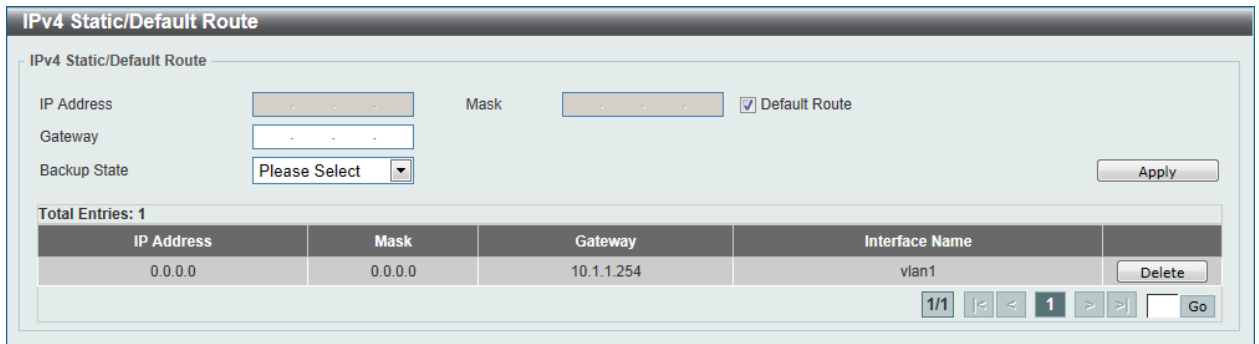 IPv4 Static/Default Route
IPv4 Static/Default Route
IP Address Mask Default Route
Gateway
Backup State Please Select Apply
Total Entries: 1
IP Address Mask Gateway Interface Name
0.0.0.0 0.0.0.0 10.1.1.254 vlan1 Delete
1/1 |< < 1 > >| Go